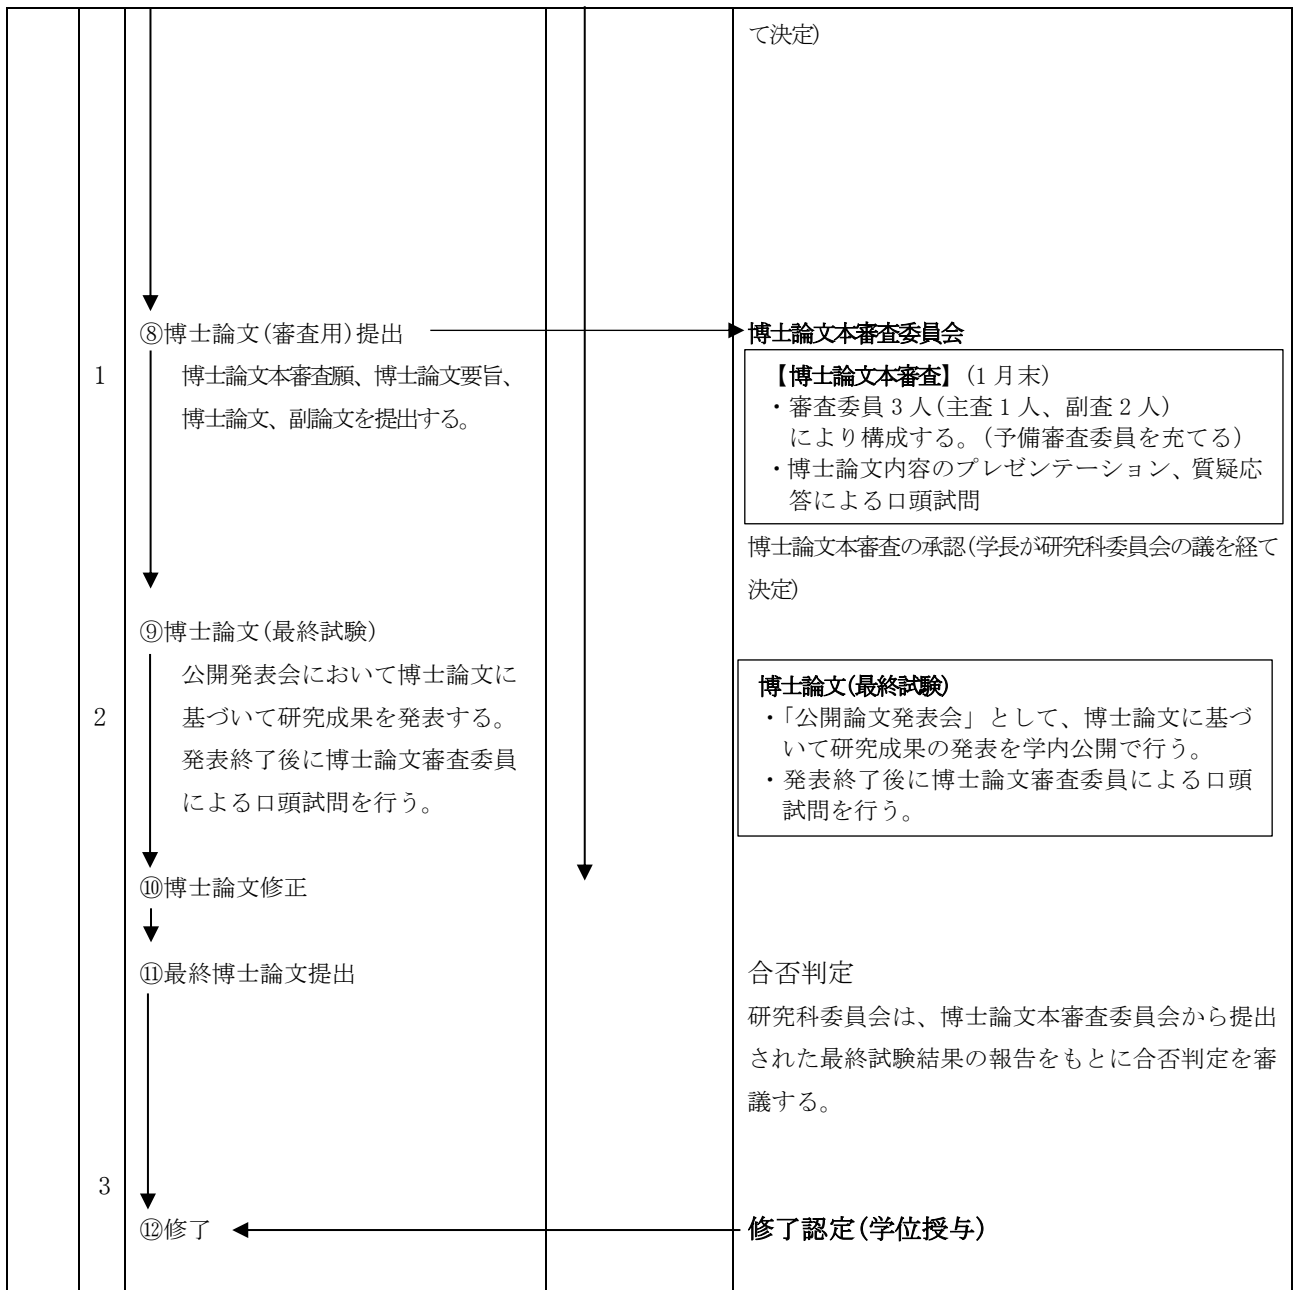 て決定)
⑧博士論文(審査用)提出
博士論文本審査委員会
1
博士論文本審査願、博士論文要旨、
博士論文、副論文を提出する。
【博士論文本審査】(1月末)
・審査委員3人(主査1人、副査2人)
により構成する。(予備審査委員を充てる)
・博士論文内容のプレゼンテーション、質疑応
答による口頭試問
博士論文本審査の承認(学長が研究科委員会の議を経て
決定)
⑨博士論文(最終試験)
2
公開発表会において博士論文に
基づいて研究成果を発表する。
発表終了後に博士論文審査委員
による口頭試問を行う。
博士論文(最終試験)
・「公開論文発表会」として、博士論文に基づ
いて研究成果の発表を学内公開で行う。
・発表終了後に博士論文審査委員による口頭
試問を行う。
⑩博士論文修正
⑪最終博士論文提出
合否判定
研究科委員会は、博士論文本審査委員会から提出
された最終試験結果の報告をもとに合否判定を審
議する。
3
⑫修了
修了認定(学位授与)